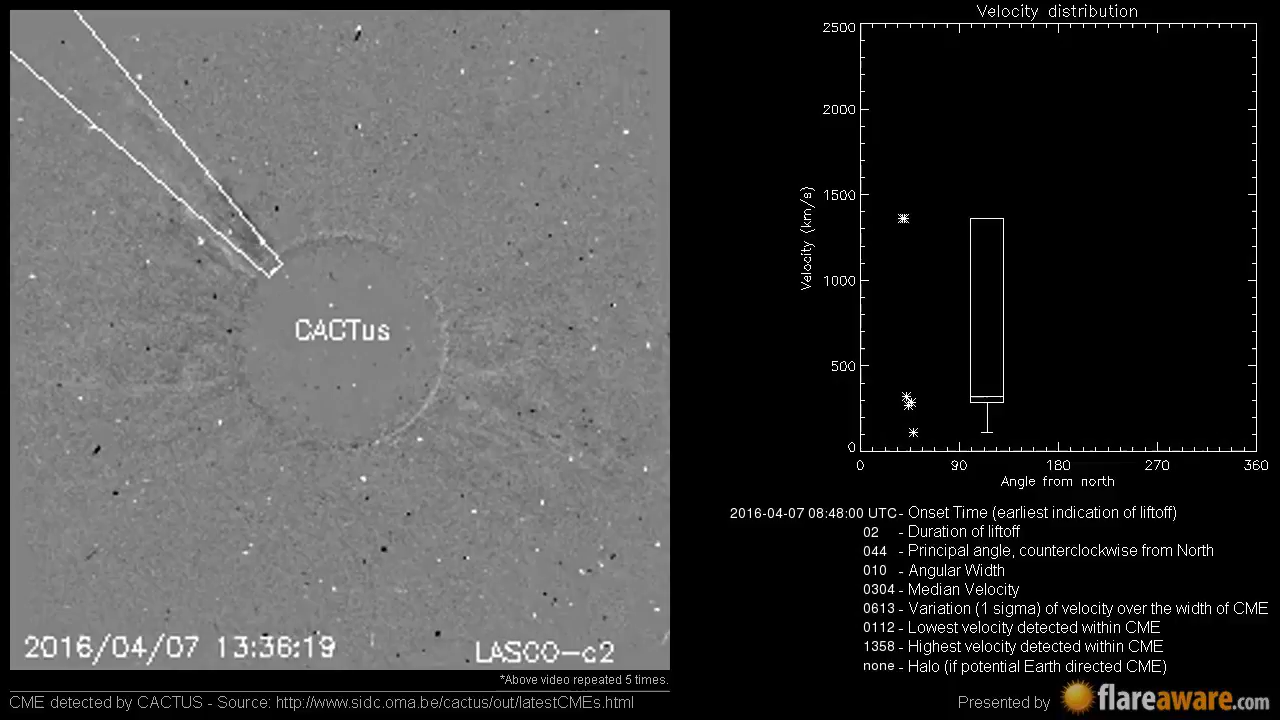 CACTus
2016/04/07 13:36:19
LASCO-c2
*Above video repeated 5 times.
CME detected by CACTUS - Source: http://www.sidc.oma.be/cactus/out/latestCMEs.html
Velocity distribution
Velocity (km/s)
2500
2000
1500
1000
500
0
0 90 180 270 360
Angle from north
2016-04-07 08:48:00 UTC - Onset Time (earliest indication of liftoff)
02 - Duration of liftoff
044 - Principal angle, counterclockwise from North
010 - Angular Width
0304 - Median Velocity
0613 - Variation (1 sigma) of velocity over the width of CME
0112 - Lowest velocity detected within CME
1358 - Highest velocity detected within CME
none - Halo (if potential Earth directed CME)
Presented by flareaware.com